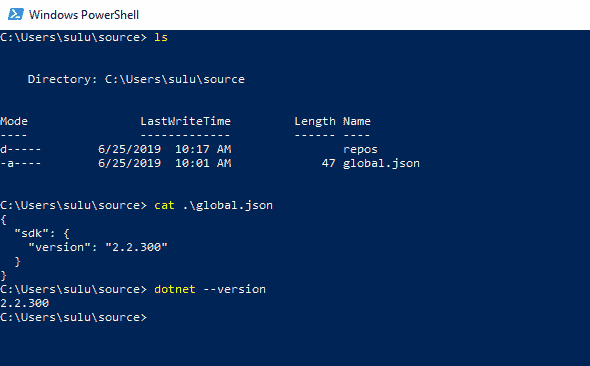 Windows PowerShell
C:\Users\sulu\source> ls
Directory: C:\Users\sulu\source
Mode                LastWriteTime         Length Name
----                -------------         ------ ----
d-----        6/25/2019  10:17 AM                repos
-a----        6/25/2019  10:01 AM             47 global.json
C:\Users\sulu\source> cat .\global.json
{
  "sdk": {
    "version": "2.2.300"
  }
}
C:\Users\sulu\source> dotnet --version
2.2.300
C:\Users\sulu\source>